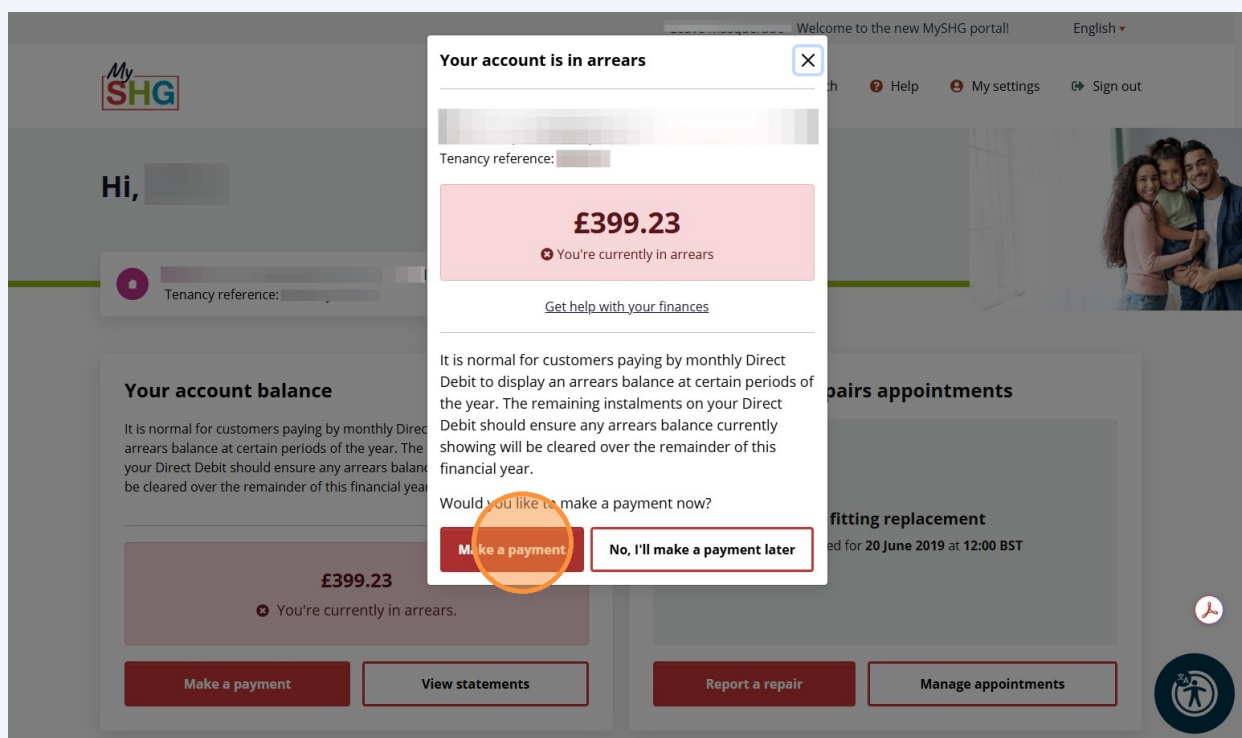 Welcome to the new MySHG portal!
English
My
SHG
Help
My settings
Sign out
Hi,
Tenancy reference:
Your account is in arrears
Tenancy reference:
£399.23
You're currently in arrears
Get help with your finances
It is normal for customers paying by monthly Direct
Debit to display an arrears balance at certain periods of
the year. The remaining instalments on your Direct
Debit should ensure any arrears balance currently
showing will be cleared over the remainder of this
financial year.
Would you like to make a payment now?
Make a payment
No, I'll make a payment later
Your account balance
It is normal for customers paying by monthly Direc
arrears balance at certain periods of the year. The
your Direct Debit should ensure any arrears balanc
be cleared over the remainder of this financial year
£399.23
You're currently in arrears.
Make a payment
View statements
pairs appointments
fitting replacement
ed for 20 June 2019 at 12:00 BST
Report a repair
Manage appointments